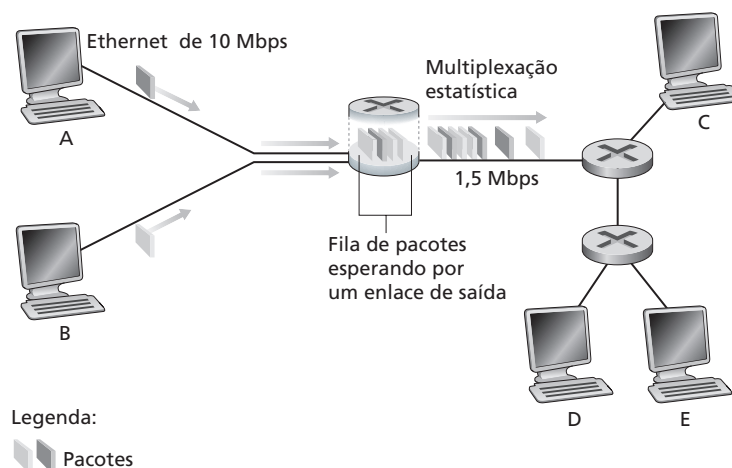 Ethernet de 10 Mbps
A
Multiplexação
estatística
C
1,5 Mbps
Fila de pacotes
esperando por
um enlace de saída
B
D
E
Legenda:
Pacotes